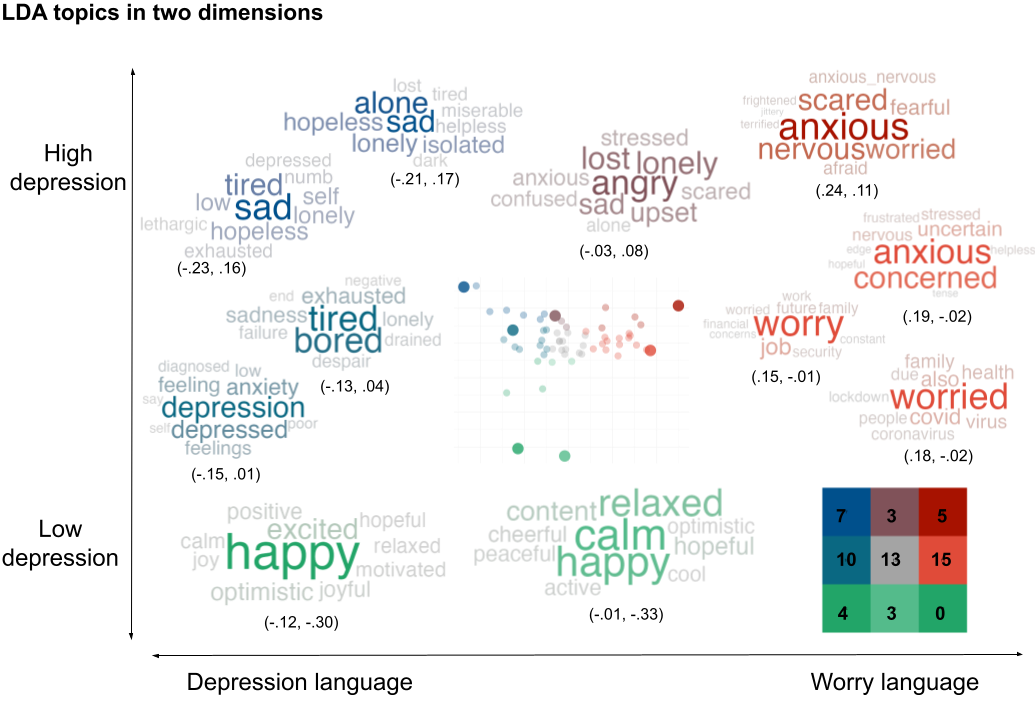 LDA topics in two dimensions
High
depression
lost
tired
alone
miserable
hopeless sad helpless
lonely isolated
dark
(-.21, .17)
depressed
numb
tired
self
low sad lonely
lethargic
hopeless
exhausted
(-.23, .16)
stressed
lost lonely
anxious angry scared
confused sad upset
alone
(-.03, .08)
anxious_nervous
frightened scared fearful
jittery
terrified anxious
nervous worried
afraid
(.24, .11)
frustrated stressed
nervous uncertain
edge anxious helpless
hopeful concerned
tense
(.19, -.02)
negative
end exhausted
sadness tired lonely
failure bored drained
despair
(-.13, .04)
work
worried future family
financial worry
concerns
constant
job security
(.15, -.01)
diagnosed low
feeling anxiety
say depression
self depressed poor
feelings
(-.15, .01)
family
due also health
lockdown worried
people covid virus
coronavirus
(.18, -.02)
Low
depression
positive
excited hopeful
calm happy relaxed
joy
motivated
optimistic joyful
(-.12, -.30)
content relaxed
cheerful calm optimistic
peaceful happy hopeful
cool
active
(-.01, -.33)
7 3 5
10 13 15
4 3 0
Depression language
Worry language